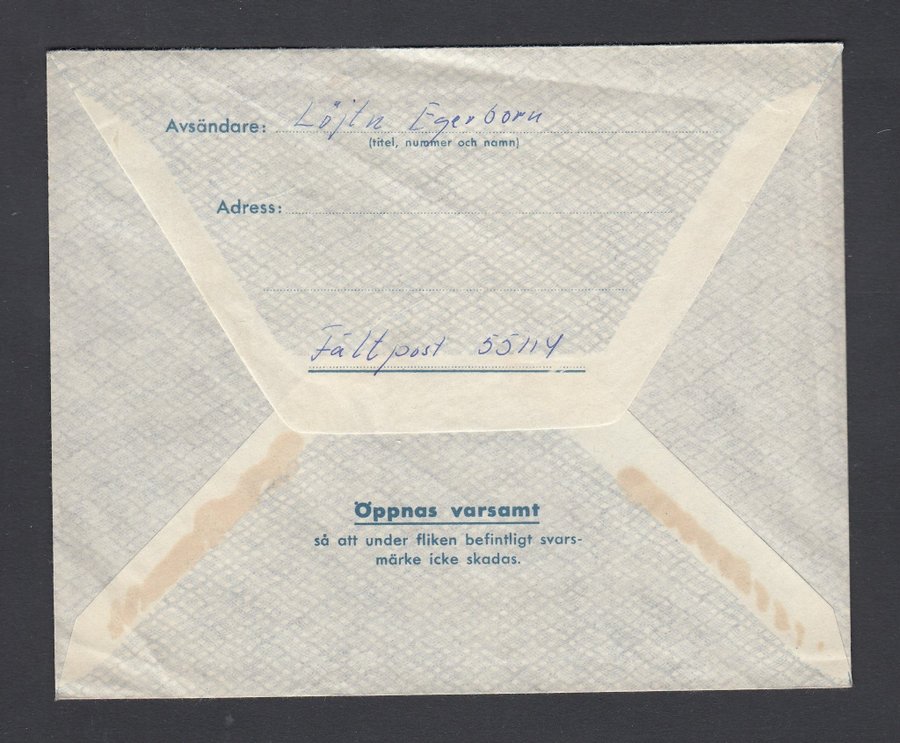 Avsändare: Löjtn Egerborn
(titel, nummer och namn)
Adress:
Fältpost 55114
Öppnas varsamt
så att under fliken befintligt svars-
märke icke skadas.